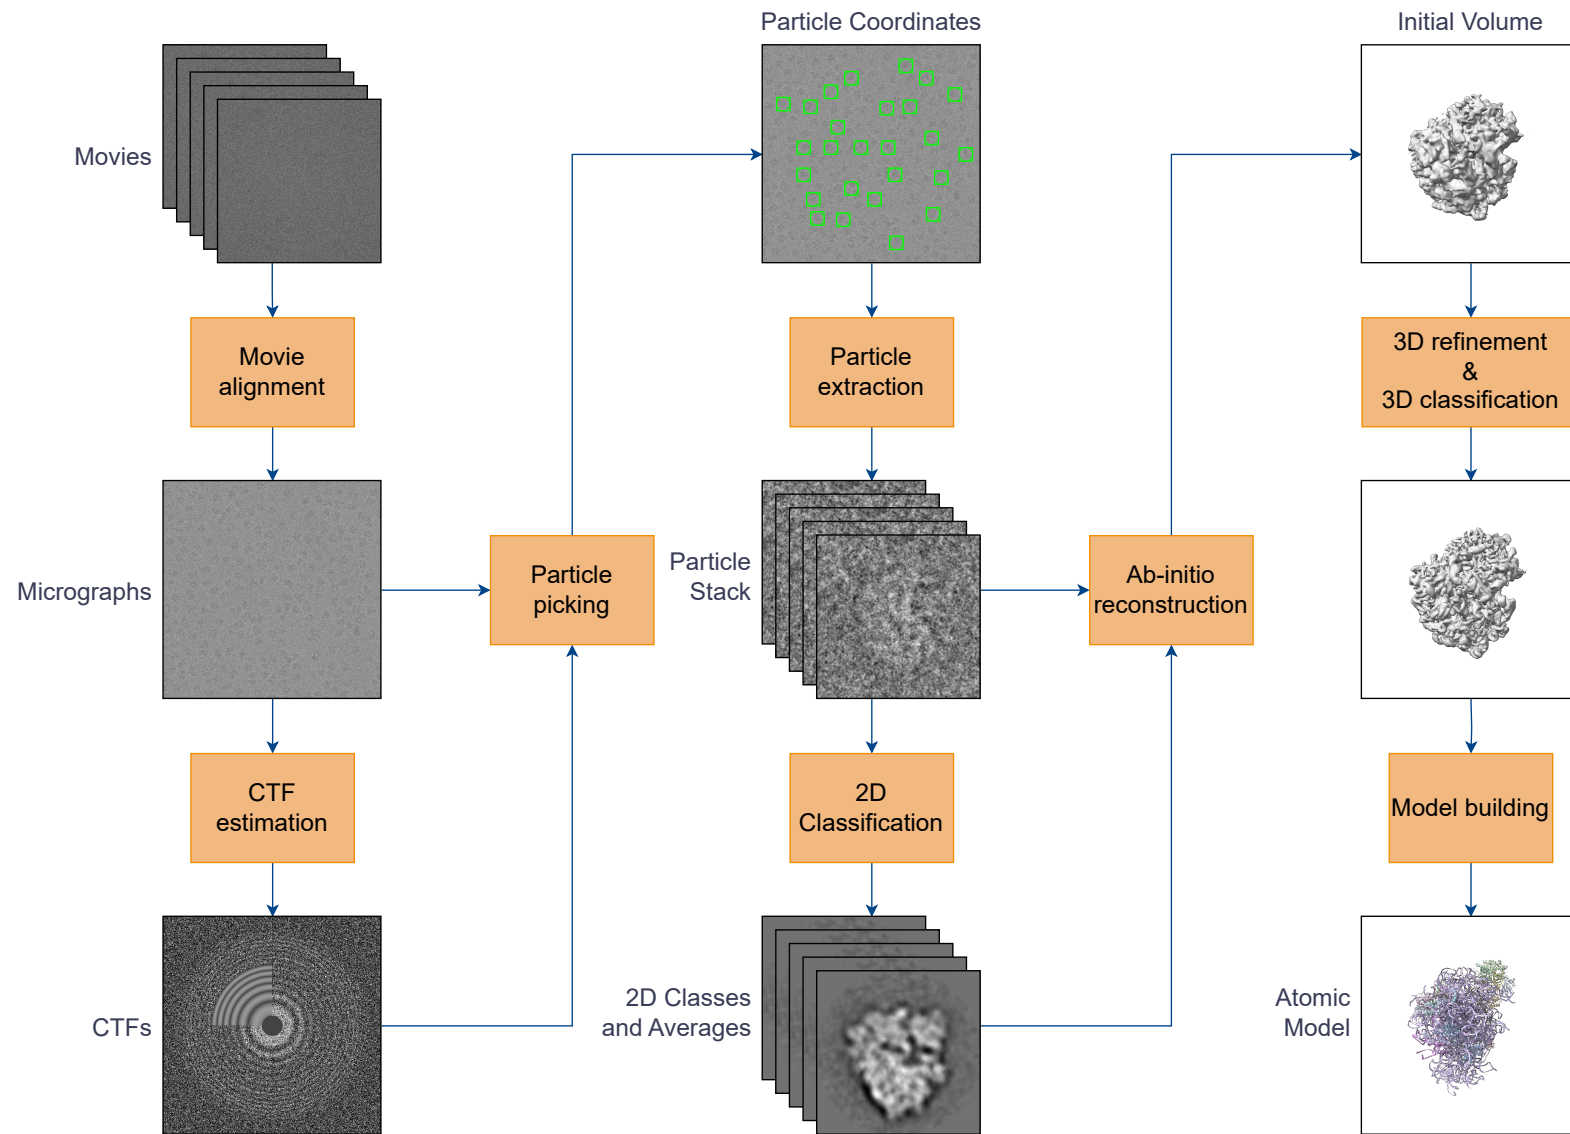 Movies
Movie
alignment
Micrographs
CTF
estimation
CTFs
Particle
picking
Particle Coordinates
Particle
extraction
Particle
Stack
2D
Classification
2D Classes
and Averages
Ab-initio
reconstruction
Initial Volume
3D refinement
&
3D classification
Model building
Atomic
Model